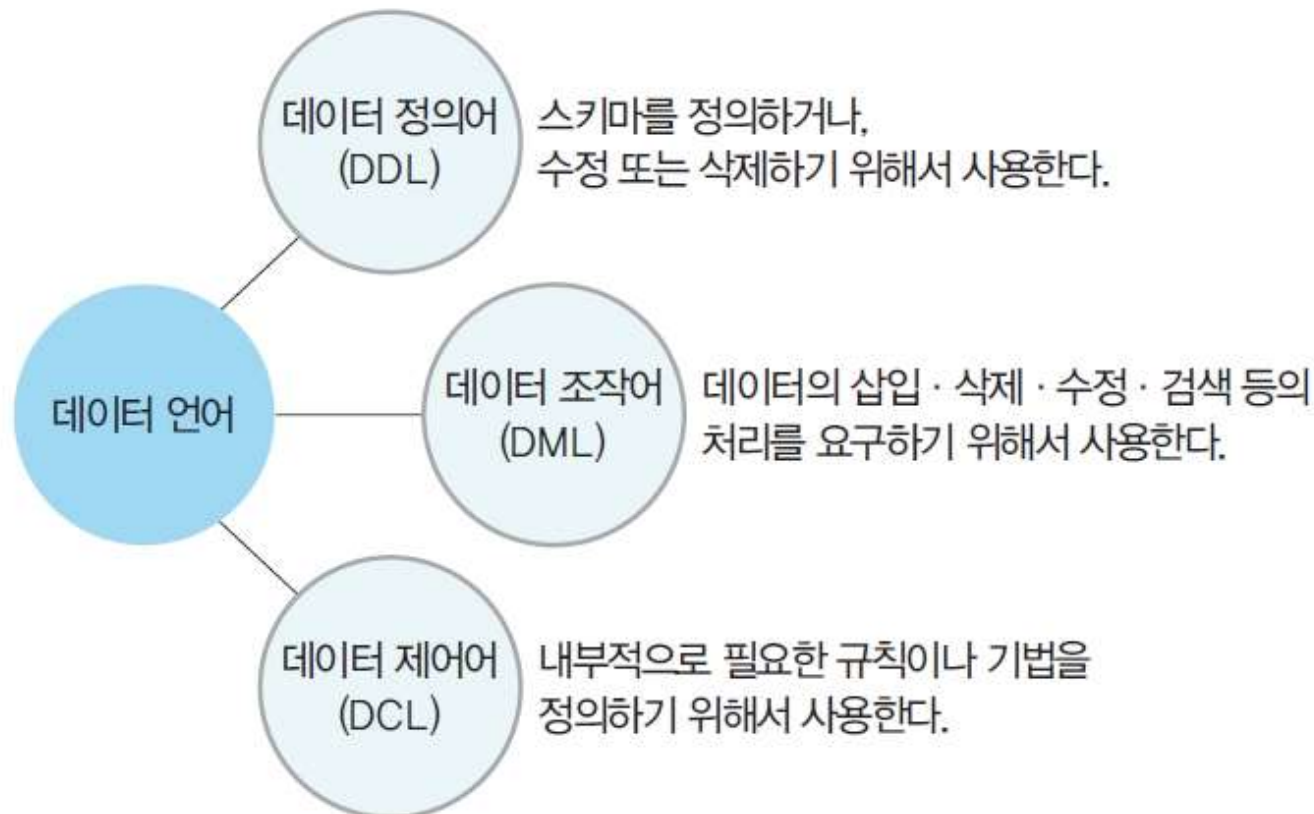 데이터 정의어
(DDL)
스키마를 정의하거나,
수정 또는 삭제하기 위해서 사용한다.
데이터 언어
데이터 조작어
(DML)
데이터의 삽입 · 삭제 · 수정 · 검색 등의
처리를 요구하기 위해서 사용한다.
데이터 제어어
(DCL)
내부적으로 필요한 규칙이나 기법을
정의하기 위해서 사용한다.